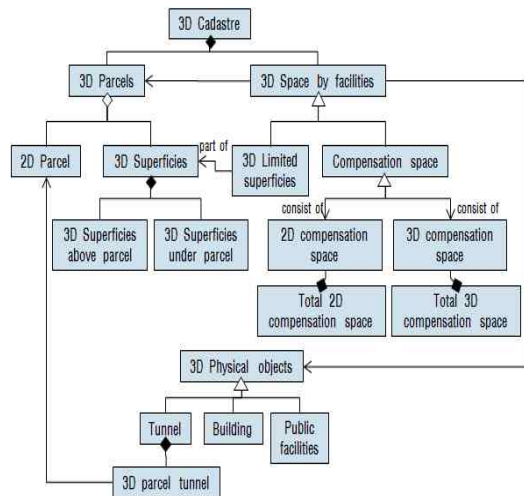 3D Cadastre
3D Parcels
3D Space by facilities
2D Parcel
3D Superficies
part of
3D Limited
superficies
Compensation space
3D Superficies
above parcel
3D Superficies
under parcel
consist of
consist of
2D compensation
space
3D compensation
space
Total 2D
compensation space
Total 3D
compensation space
3D Physical objects
Tunnel
Building
Public
facilities
3D parcel tunnel